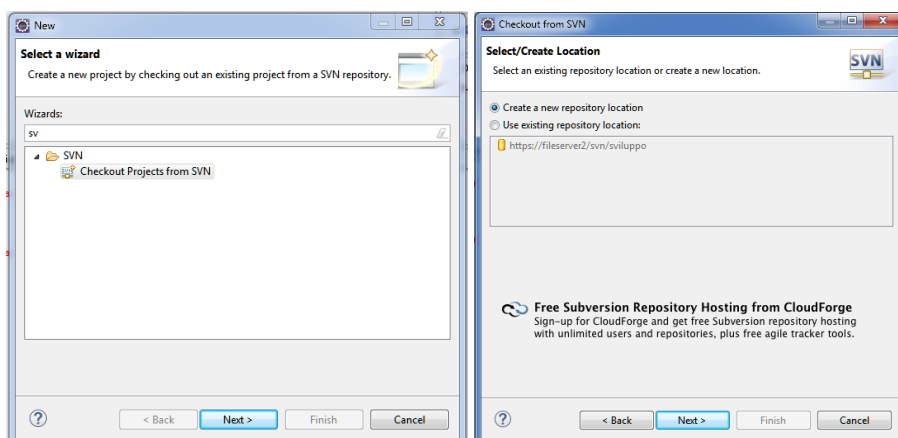 New
Select a wizard
Create a new project by checking out an existing project from a SVN repository.
Wizards:
sv
SVN
Checkout Projects from SVN
< Back
Next >
Finish
Cancel
Checkout from SVN
Select/Create Location
Select an existing repository location or create a new location.
SVN
Create a new repository location
Use existing repository location:
https://fileserver2/svn/sviluppo
Free Subversion Repository Hosting from CloudForge
Sign-up for CloudForge and get free Subversion repository hosting
with unlimited users and repositories, plus free agile tracker tools.
< Back
Next >
Finish
Cancel